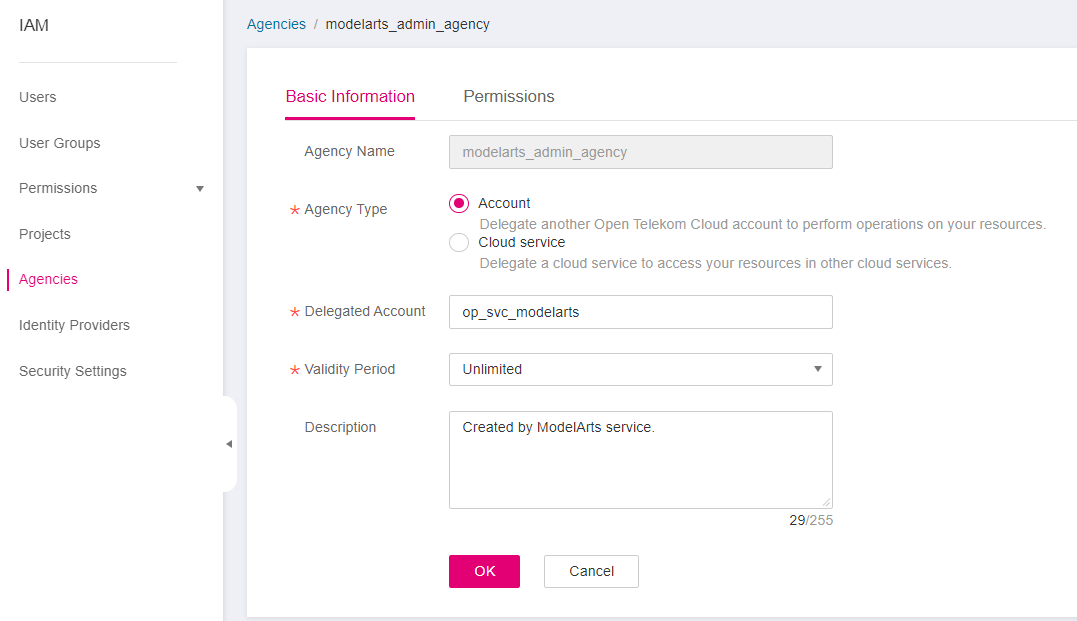 IAM
Users
User Groups
Permissions
Projects
Agencies
Identity Providers
Security Settings
Agencies / modelarts_admin_agency
Basic Information Permissions
Agency Name modelarts_admin_agency
* Agency Type Account
Delegate another Open Telekom Cloud account to perform operations on your resources.
Cloud service
Delegate a cloud service to access your resources in other cloud services.
* Delegated Account op_svc_modelarts
* Validity Period Unlimited
Description Created by ModelArts service.
29/255
OK Cancel